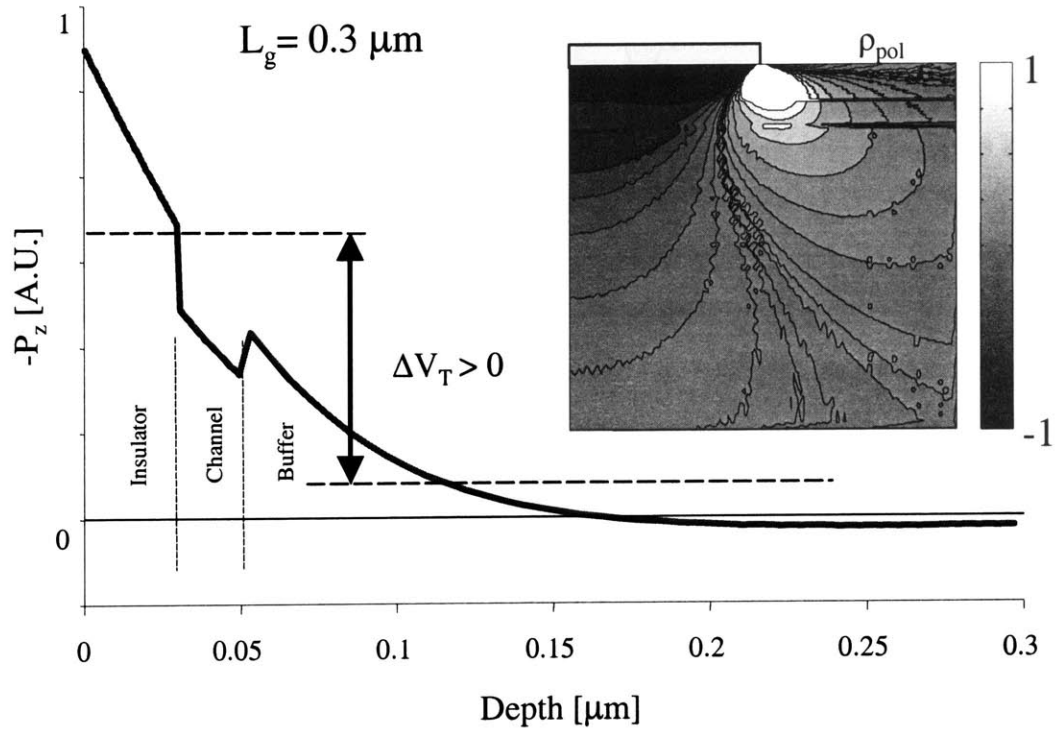 1
L_g = 0.3 μm
ρ_pol
1
-P_z [A.U.]
ΔV_T > 0
Insulator
Channel
Buffer
-1
0
0
0.05
0.1
0.15
0.2
0.25
0.3
Depth [μm]